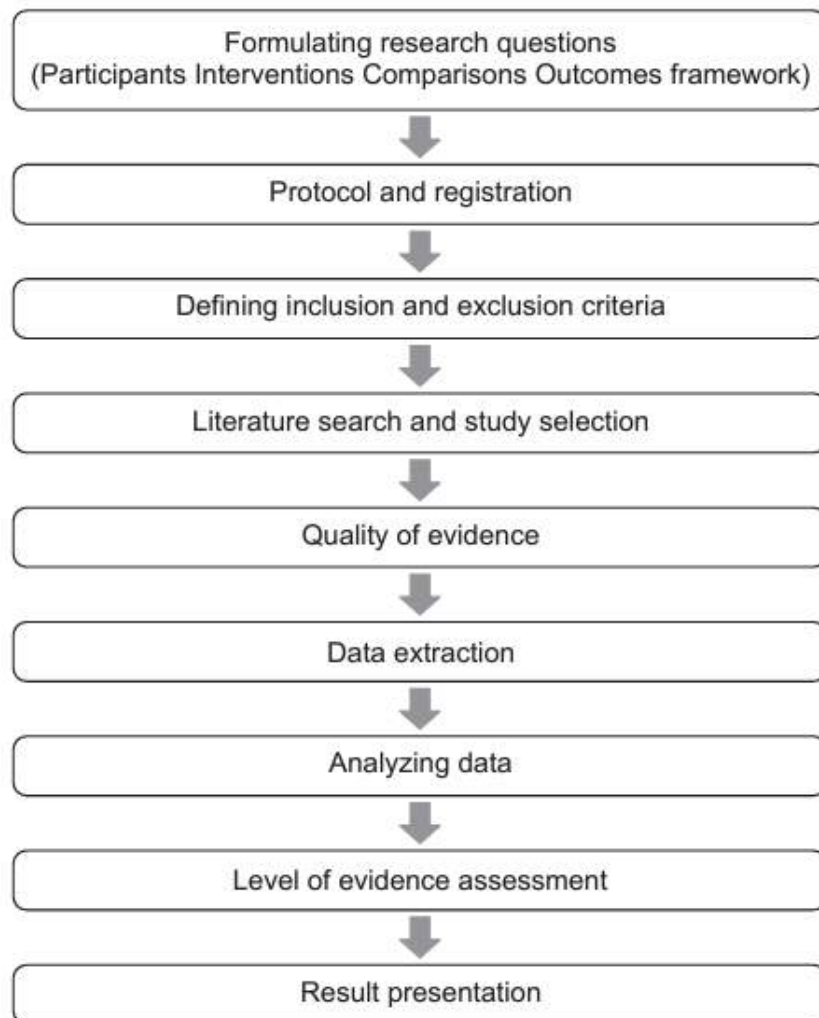 Formulating research questions
(Participants Interventions Comparisons Outcomes framework)
Protocol and registration
Defining inclusion and exclusion criteria
Literature search and study selection
Quality of evidence
Data extraction
Analyzing data
Level of evidence assessment
Result presentation